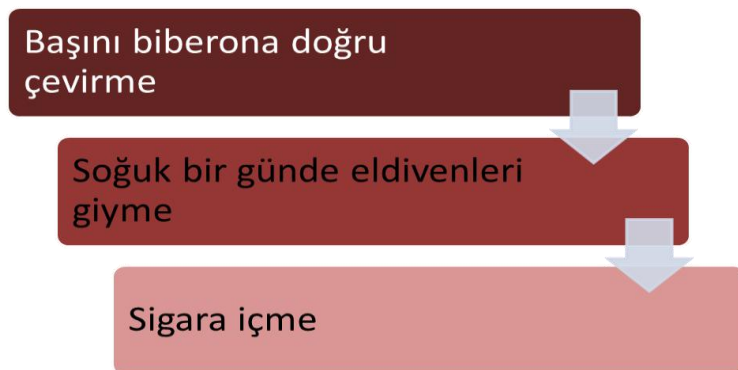 Başını biberona doğru
çevirme
Soğuk bir günde eldivenleri
giyme
Sigara içme